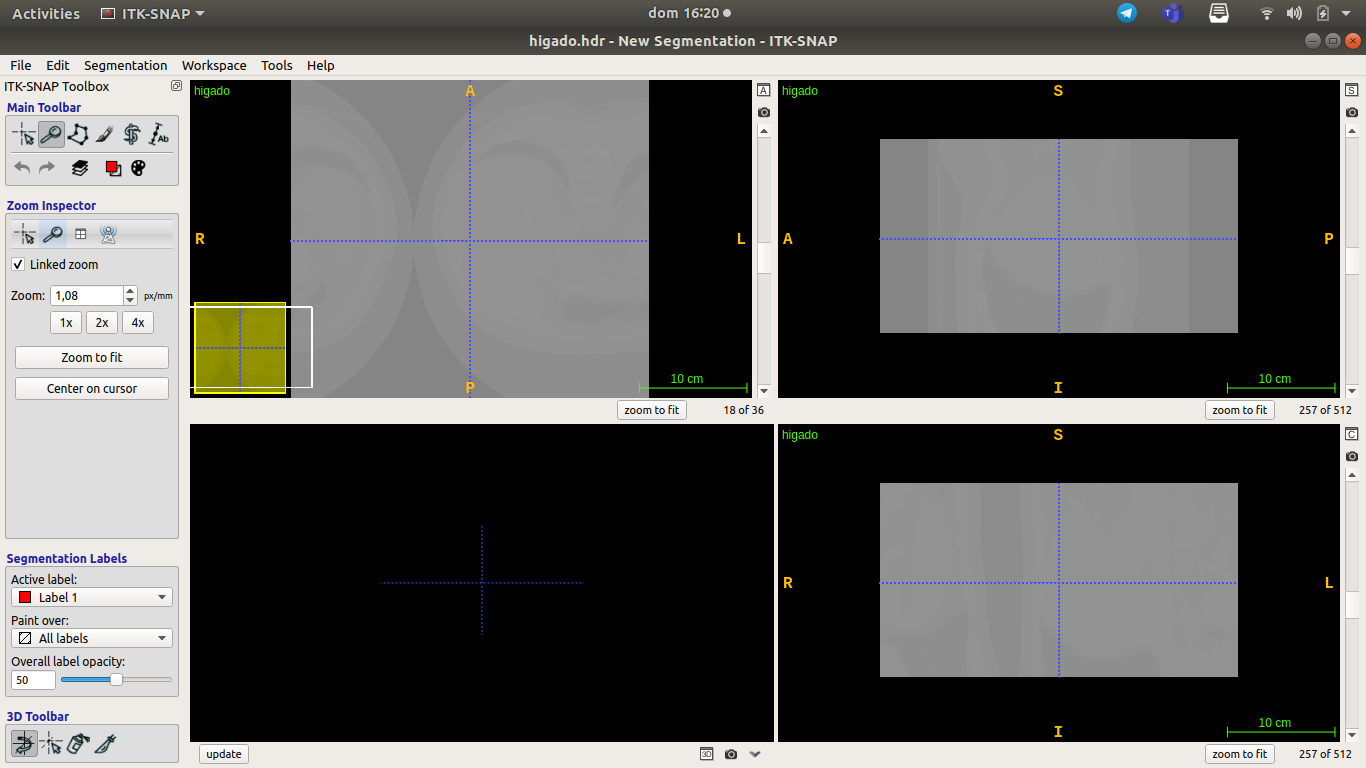 Activities ITK-SNAP dom 16:20
higado.hdr - New Segmentation - ITK-SNAP
File Edit Segmentation Workspace Tools Help
ITK-SNAP Toolbox
Main Toolbar
Ab
Zoom Inspector
Linked zoom
Zoom: 1,08 px/mm
1x 2x 4x
Zoom to fit
Center on cursor
Segmentation Labels
Active label:
Label 1
Paint over:
All labels
Overall label opacity:
50
3D Toolbar
higado A A
R L
P 10 cm
zoom to fit 18 of 36
higado S S
A P
I 10 cm
zoom to fit 257 of 512
update 3D
higado S C
R L
I 10 cm
zoom to fit 257 of 512